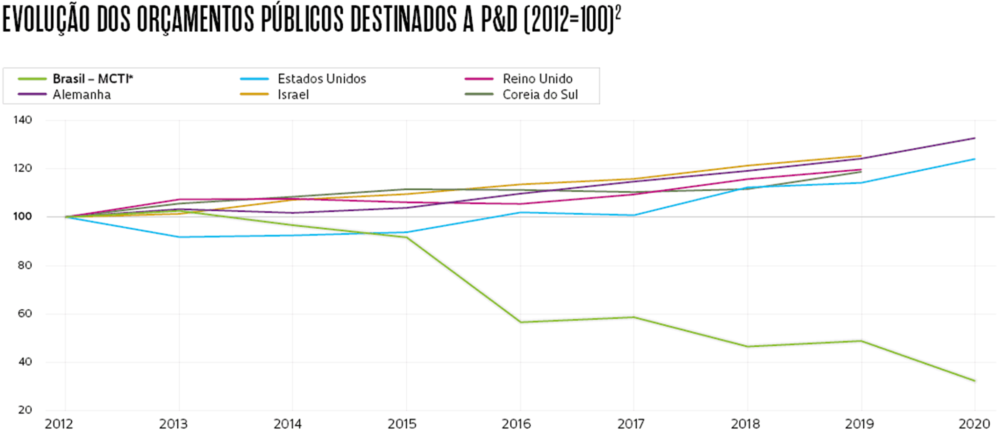 EVOLUÇÃO DOS ORÇAMENTOS PÚBLICOS DESTINADOS A P&D (2012=100)²
Brasil – MCTI* Estados Unidos Reino Unido
Alemanha Israel Coreia do Sul
140
120
100
80
60
40
20
2012 2013 2014 2015 2016 2017 2018 2019 2020